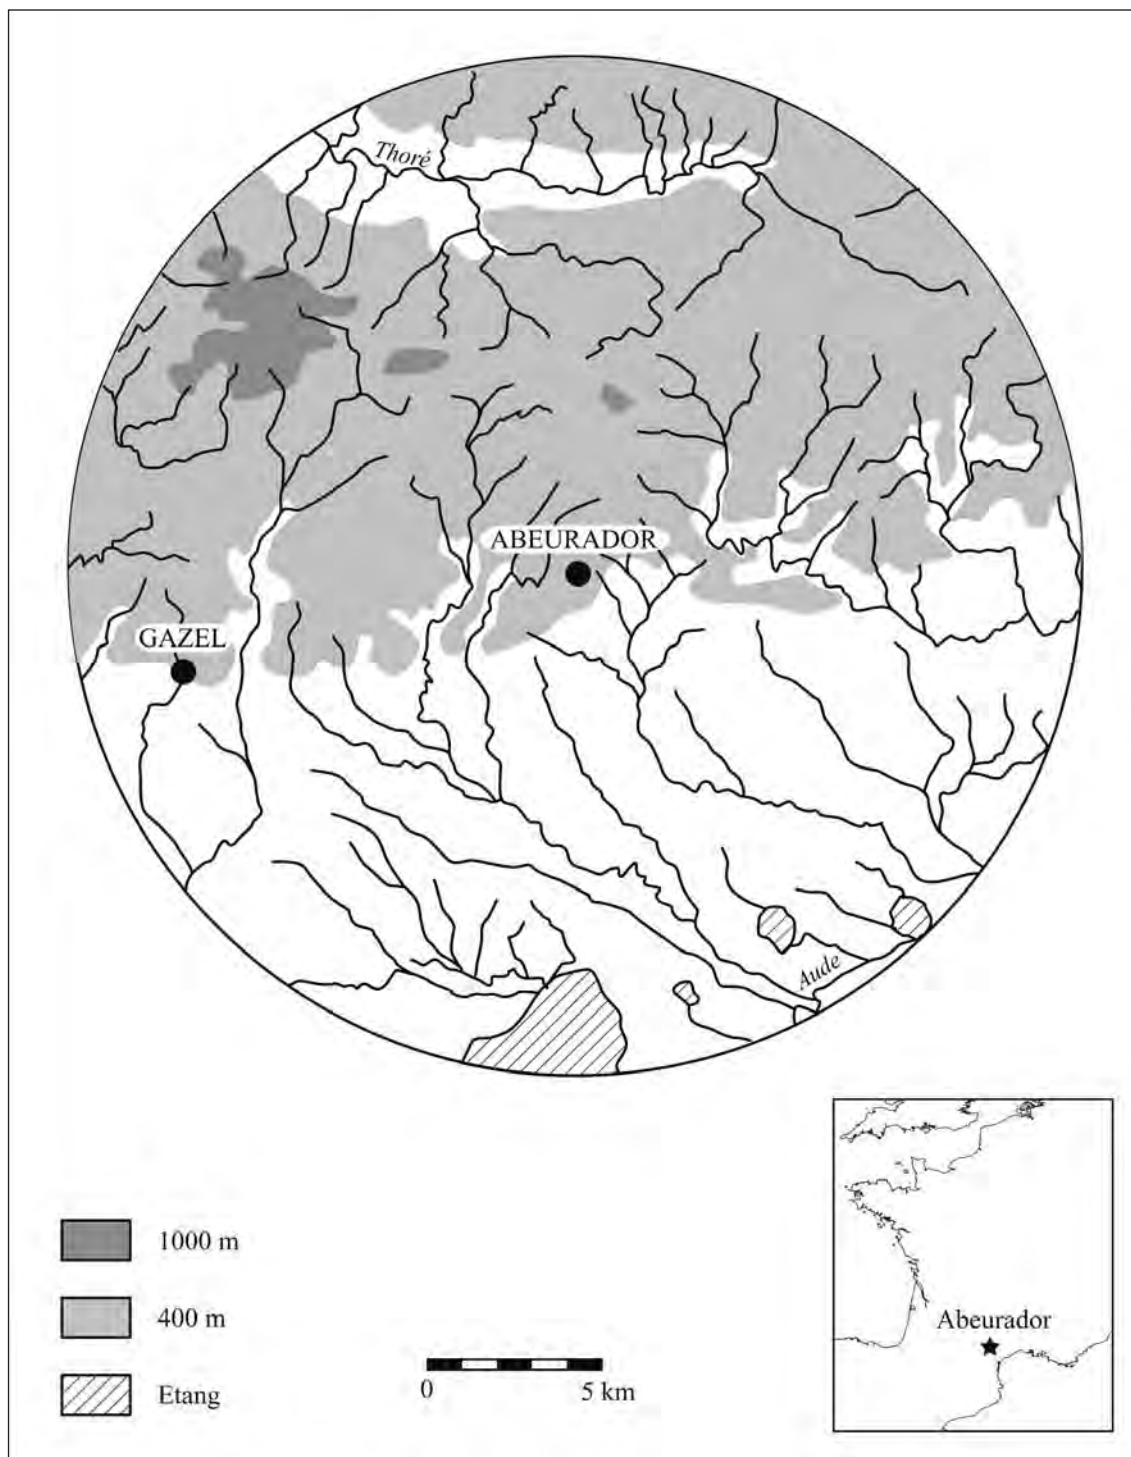 Thoré
ABEURADOR
GAZEL
Aude
1000 m
400 m
Etang
0 5 km
Abeurador